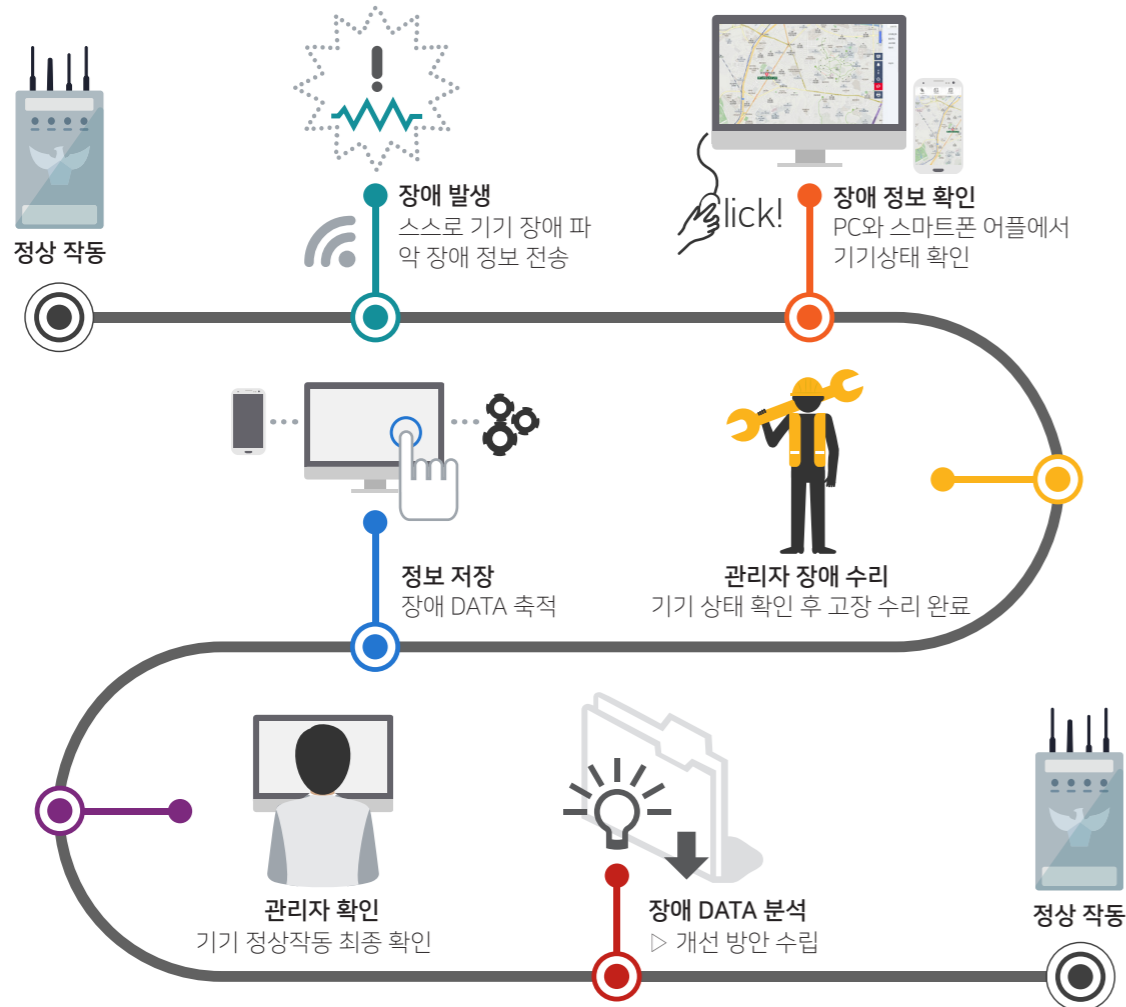 정상 작동
장애 발생
스스로 기기 장애 파
악 장애 정보 전송
lick!
장애 정보 확인
PC와 스마트폰 어플에서
기기상태 확인
관리자 장애 수리
기기 상태 확인 후 고장 수리 완료
정보 저장
장애 DATA 축적
관리자 확인
기기 정상작동 최종 확인
장애 DATA 분석
▷ 개선 방안 수립
정상 작동